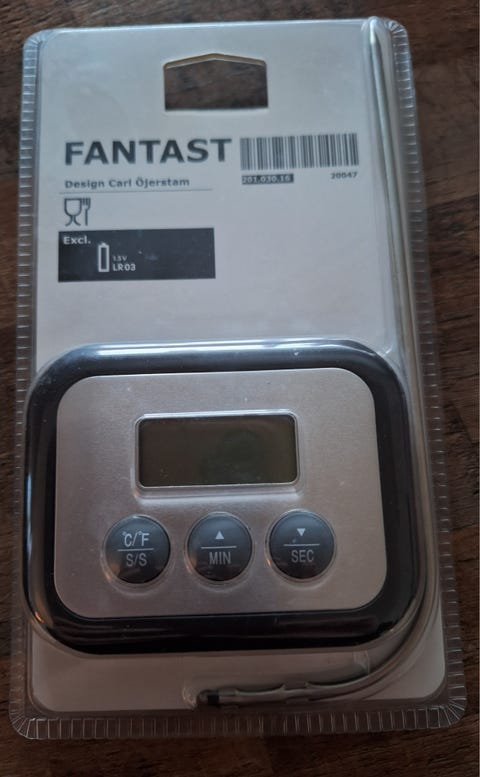 FANTAST
Design Carl Öjerstam
201.030.16
20047
Excl.
1.5V
LR03
°C/°F
S/S
▲
MIN
▼
SEC